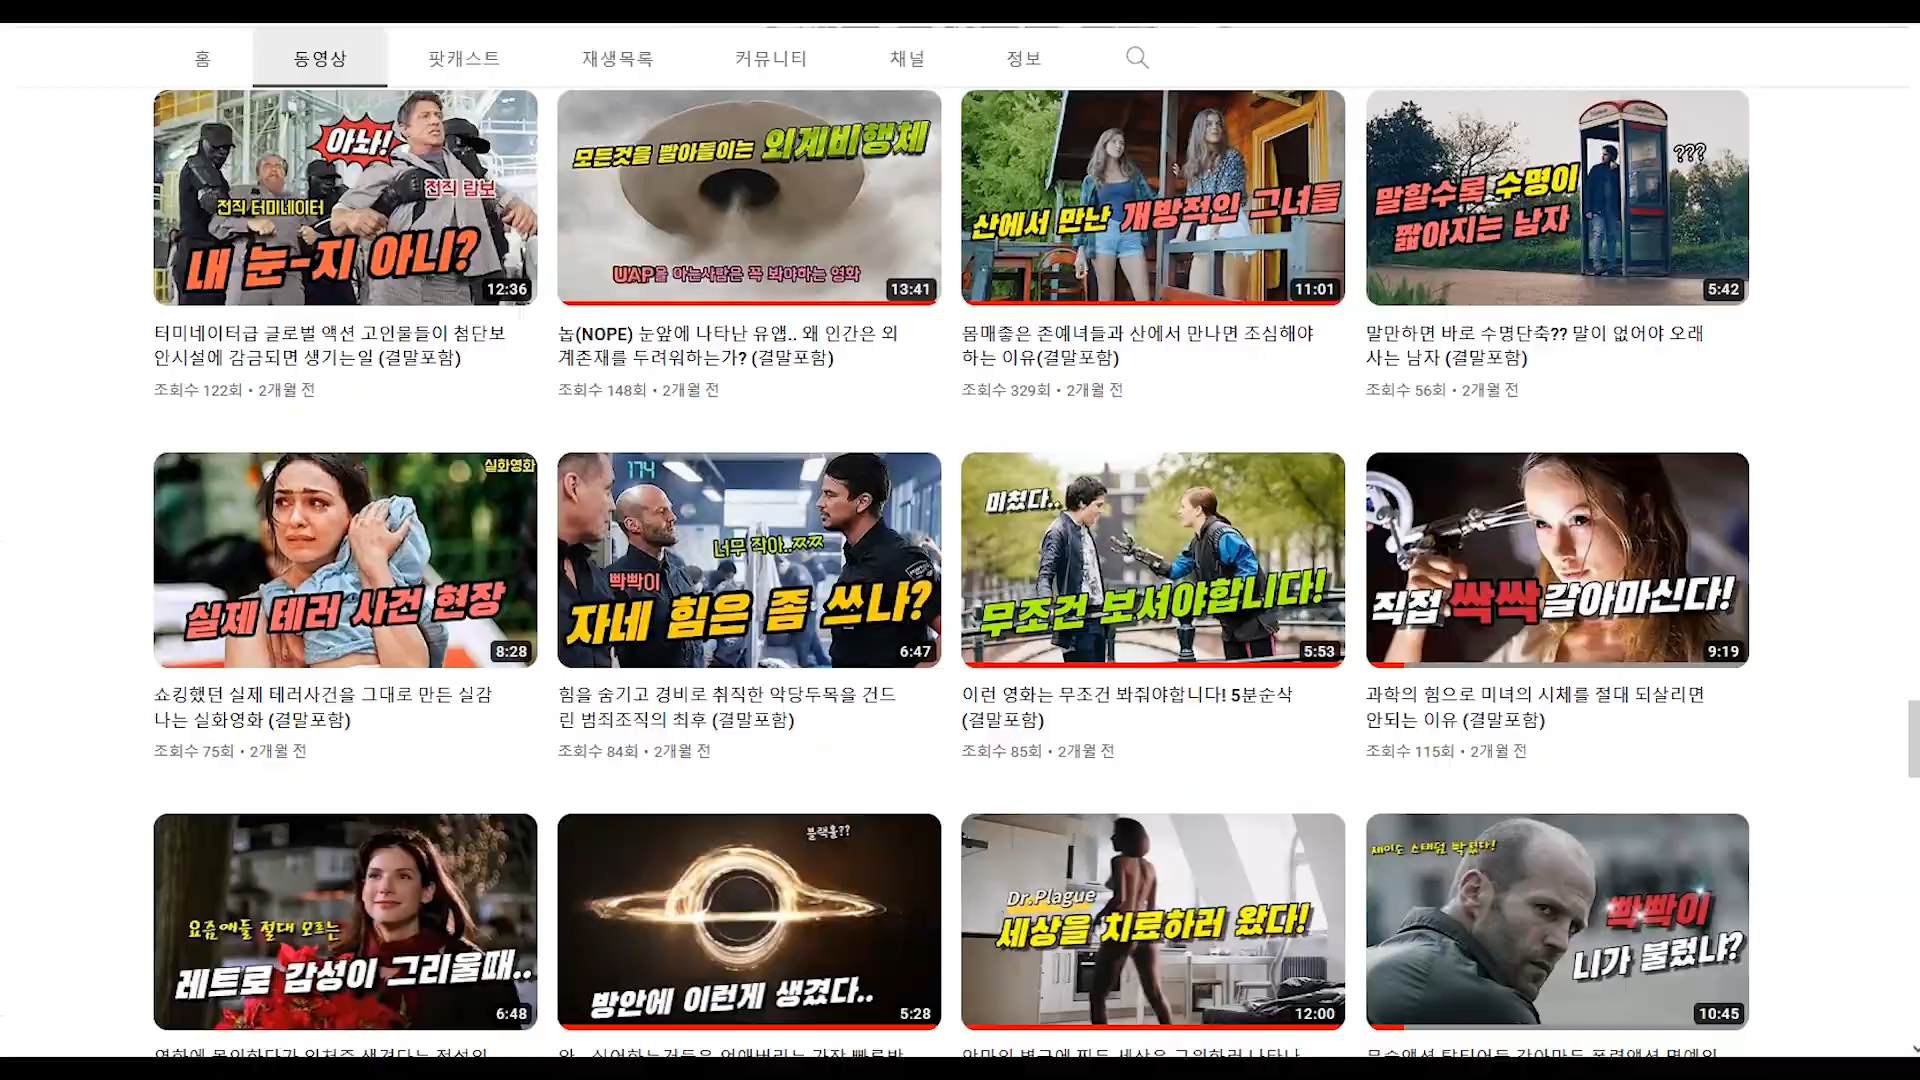 홈
동영상
팟캐스트
재생목록
커뮤니티
채널
정보
아놔!
전직 람보
전직 터미네이터
내 눈-지 아니?
12:36
모든것을 빨아들이는 외계비행체
UAP를 아는사람은 꼭 봐야하는 영화
13:41
산에서 만난 개방적인 그녀들
11:01
???
말할수록 수명이
짧아지는 남자
5:42
터미네이터급 글로벌 액션 고인물들이 첨단보
안시설에 감금되면 생기는일 (결말포함)
조회수 122회 • 2개월 전
놉(NOPE) 눈앞에 나타난 유앱.. 왜 인간은 외
계존재를 두려워하는가? (결말포함)
조회수 148회 • 2개월 전
몸매좋은 존예녀들과 산에서 만나면 조심해야
하는 이유(결말포함)
조회수 329회 • 2개월 전
말만하면 바로 수명단축?? 말이 없어야 오래
사는 남자 (결말포함)
조회수 56회 • 2개월 전
실화영화
실제 테러 사건 현장
8:28
174
너무 작아..ㅉㅉ
빡빡이
자네 힘은 좀 쓰나?
6:47
미쳤다..
무조건 보셔야합니다!
5:53
직접 싹싹 갈아마신다!
9:19
쇼킹했던 실제 테러사건을 그대로 만든 실감
나는 실화영화 (결말포함)
조회수 75회 • 2개월 전
힘을 숨기고 경비로 취직한 악당두목을 건드
린 범죄조직의 최후 (결말포함)
조회수 84회 • 2개월 전
이런 영화는 무조건 봐줘야합니다! 5분순삭
(결말포함)
조회수 85회 • 2개월 전
과학의 힘으로 미녀의 시체를 절대 되살리면
안되는 이유 (결말포함)
조회수 115회 • 2개월 전
요즘애들 절대 모르는
레트로 감성이 그리울때..
6:48
블랙홀??
방안에 이런게 생겼다..
5:28
Dr.Plague
세상을 치료하러 왔다!
12:00
제이슨 스태덤
빡빡이
니가 불렀냐?
10:45